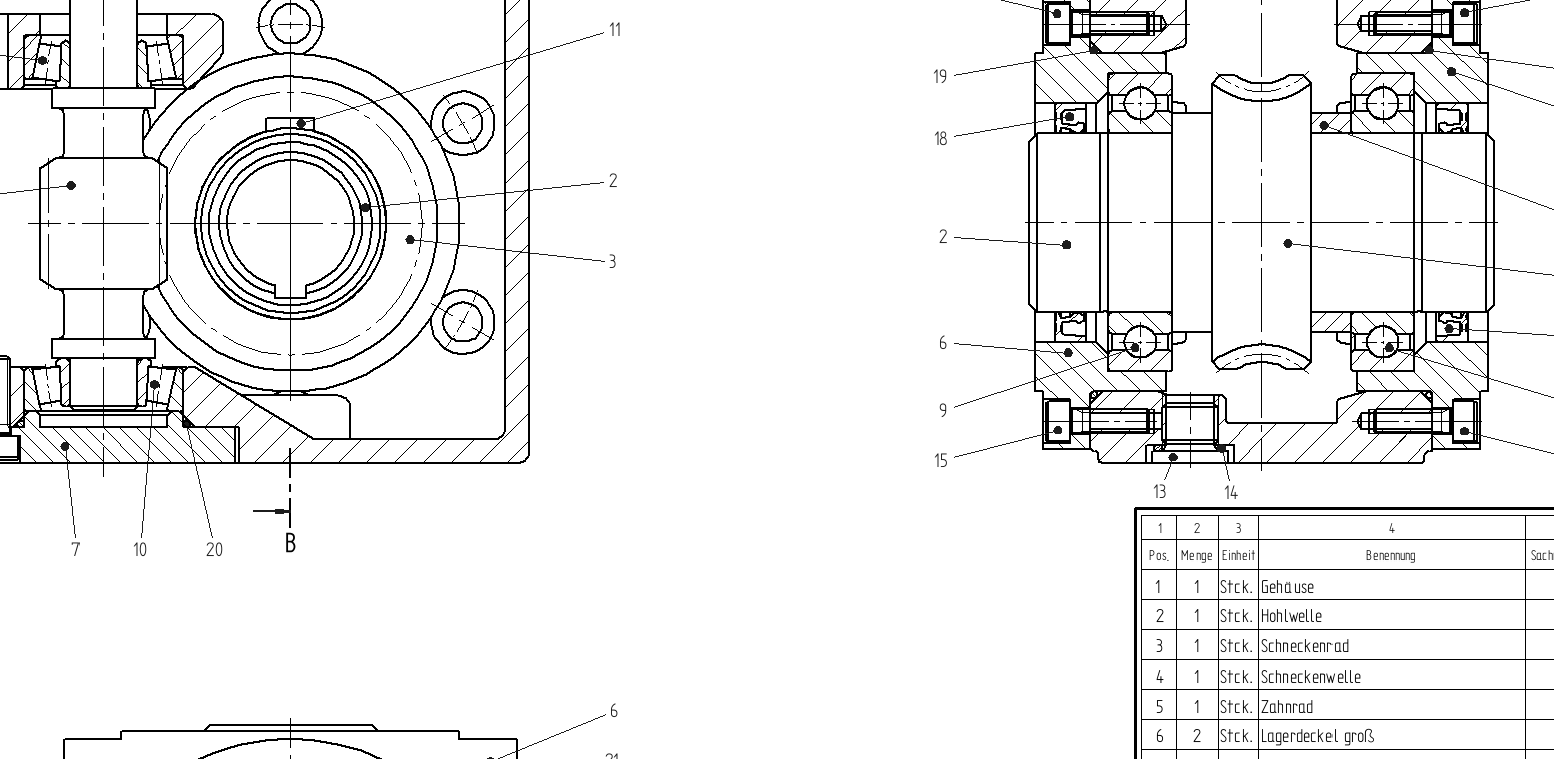 11
2
3
19
18
2
6
9
15
13 14
7 10 20
B
6
1 2 3 4
Pos. Menge Einheit Benennung
1 1 Stck. Gehäuse
2 1 Stck. Hohlwelle
3 1 Stck. Schneckenrad
4 1 Stck. Schneckenwelle
5 1 Stck. Zahnrad
6 2 Stck. Lagerdeckel groß